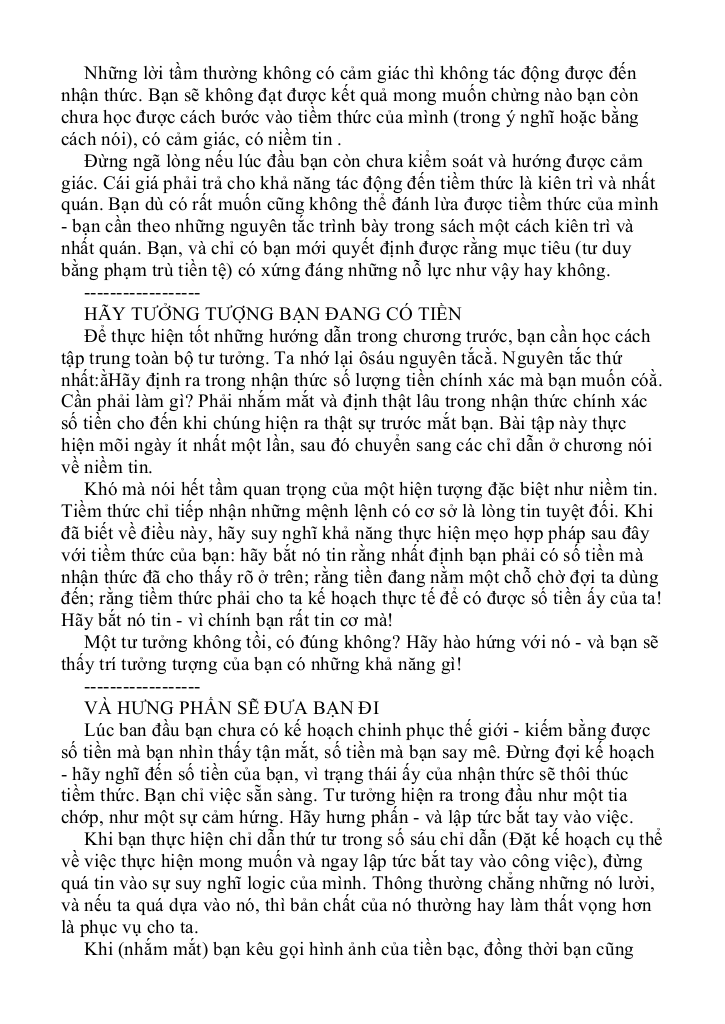 Những lời tầm thường không có cảm giác thì không tác động được đến
nhận thức. Bạn sẽ không đạt được kết quả mong muốn chừng nào bạn còn
chưa học được cách bước vào tiềm thức của mình (trong ý nghĩ hoặc bằng
cách nói), có cảm giác, có niềm tin .
Đừng ngã lòng nếu lúc đầu bạn còn chưa kiểm soát và hướng được cảm
giác. Cái giá phải trả cho khả năng tác động đến tiềm thức là kiên trì và nhất
quán. Bạn dù có rất muốn cũng không thể đánh lừa được tiềm thức của mình
- bạn cần theo những nguyên tắc trình bày trong sách một cách kiên trì và
nhất quán. Bạn, và chỉ có bạn mới quyết định được rằng mục tiêu (tư duy
bằng phạm trù tiền tệ) có xứng đáng những nỗ lực như vậy hay không.
------------------
HÃY TƯỞNG TƯỢNG BẠN ĐANG CÓ TIỀN
Để thực hiện tốt những hướng dẫn trong chương trước, bạn cần học cách
tập trung toàn bộ tư tưởng. Ta nhớ lại ôsáu nguyên tắcằ. Nguyên tắc thứ
nhất:ằHãy định ra trong nhận thức số lượng tiền chính xác mà bạn muốn cóằ.
Cần phải làm gì? Phải nhắm mắt và định thật lâu trong nhận thức chính xác
số tiền cho đến khi chúng hiện ra thật sự trước mắt bạn. Bài tập này thực
hiện mõi ngày ít nhất một lần, sau đó chuyển sang các chỉ dẫn ở chương nói
về niềm tin.
Khó mà nói hết tầm quan trọng của một hiện tượng đặc biệt như niềm tin.
Tiềm thức chỉ tiếp nhận những mệnh lệnh có cơ sở là lòng tin tuyệt đối. Khi
đã biết về điều này, hãy suy nghĩ khả năng thực hiện mẹo hợp pháp sau đây
với tiềm thức của bạn: hãy bắt nó tin rằng nhất định bạn phải có số tiền mà
nhận thức đã cho thấy rõ ở trên; rằng tiền đang nằm một chỗ chờ đợi ta dùng
đến; rằng tiềm thức phải cho ta kế hoạch thực tế để có được số tiền ấy của ta!
Hãy bắt nó tin - vì chính bạn rất tin cơ mà!
Một tư tưởng không tồi, có đúng không? Hãy hào hứng với nó - và bạn sẽ
thấy trí tưởng tượng của bạn có những khả năng gì!
------------------
VÀ HƯNG PHẤN SẼ ĐƯA BẠN ĐI
Lúc ban đầu bạn chưa có kế hoạch chinh phục thế giới - kiếm bằng được
số tiền mà bạn nhìn thấy tận mắt, số tiền mà bạn say mê. Đừng đợi kế hoạch
- hãy nghĩ đến số tiền của bạn, vì trạng thái ấy của nhận thức sẽ thôi thúc
tiềm thức. Bạn chỉ việc sẵn sàng. Tư tưởng hiện ra trong đầu như một tia
chớp, như một sự cảm hứng. Hãy hưng phấn - và lập tức bắt tay vào việc.
Khi bạn thực hiện chỉ dẫn thứ tư trong số sáu chỉ dẫn (Đặt kế hoạch cụ thể
về việc thực hiện mong muốn và ngay lập tức bắt tay vào công việc), đừng
quá tin vào sự suy nghĩ logic của mình. Thông thường chẳng những nó lười,
và nếu ta quá dựa vào nó, thì bản chất của nó thường hay làm thất vọng hơn
là phục vụ cho ta.
Khi (nhắm mắt) bạn kêu gọi hình ảnh của tiền bạc, đồng thời bạn cũng